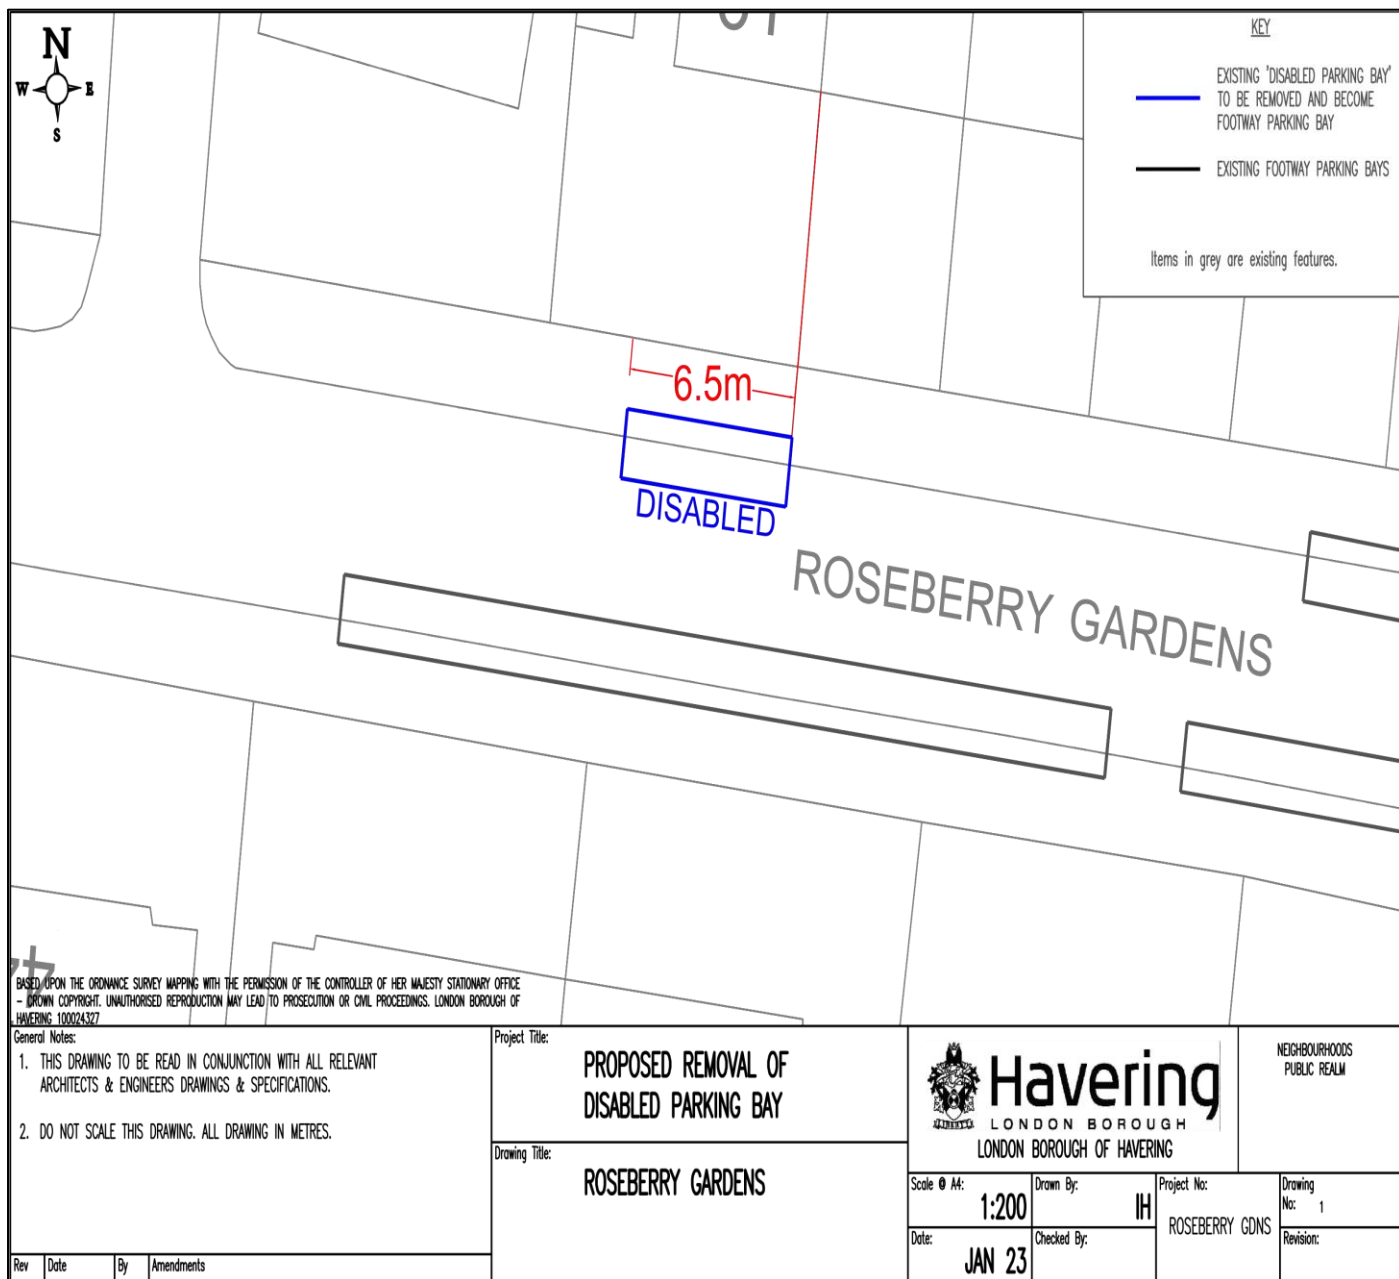 N
W E
S
KEY
EXISTING 'DISABLED PARKING BAY'
TO BE REMOVED AND BECOME
FOOTWAY PARKING BAY
EXISTING FOOTWAY PARKING BAYS
Items in grey are existing features.
6.5m
DISABLED
ROSEBERRY GARDENS
BASED UPON THE ORDNANCE SURVEY MAPPING WITH THE PERMISSION OF THE CONTROLLER OF HER MAJESTY STATIONARY OFFICE
– CROWN COPYRIGHT. UNAUTHORISED REPRODUCTION MAY LEAD TO PROSECUTION OR CIVIL PROCEEDINGS. LONDON BOROUGH OF
HAVERING 100024327
General Notes:
1. THIS DRAWING TO BE READ IN CONJUNCTION WITH ALL RELEVANT
ARCHITECTS & ENGINEERS DRAWINGS & SPECIFICATIONS.
2. DO NOT SCALE THIS DRAWING. ALL DRAWING IN METRES.
Rev Date By Amendments
Project Title:
PROPOSED REMOVAL OF
DISABLED PARKING BAY
Drawing Title:
ROSEBERRY GARDENS
LIBERTY
Havering
LONDON BOROUGH
LONDON BOROUGH OF HAVERING
NEIGHBOURHOODS
PUBLIC REALM
Scale @ A4:
1:200
Drawn By:
IH
Project No:
ROSEBERRY GDNS
Drawing
No: 1
Date:
JAN 23
Checked By:
Revision: